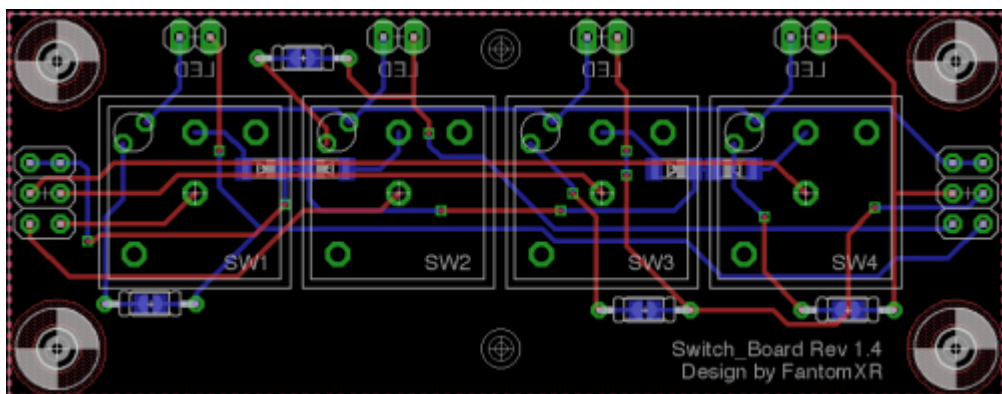 LED
LED
LED
LED
SW1
SW2
SW3
SW4
Switch_Board Rev 1.4
Design by FantomXR